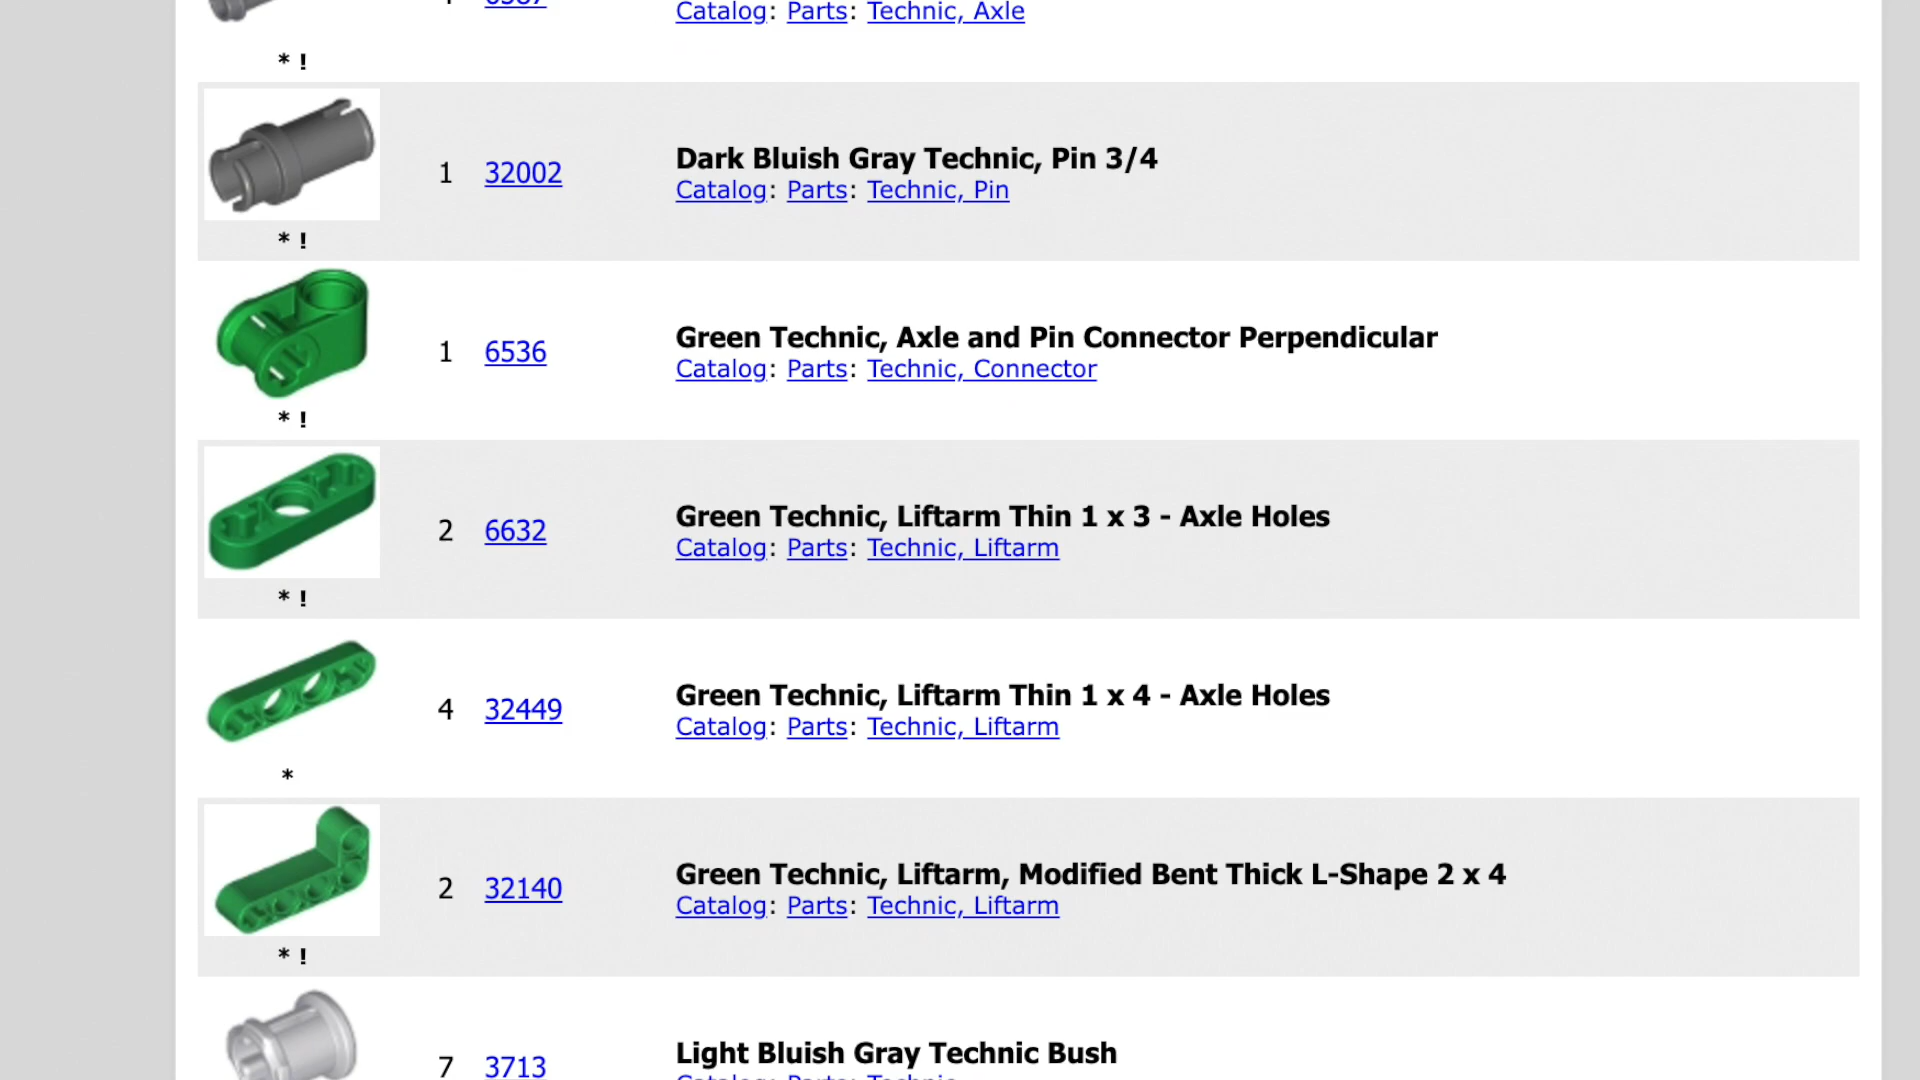 Catalog: Parts: Technic, Axle
* !
Dark Bluish Gray Technic, Pin 3/4
1 32002
Catalog: Parts: Technic, Pin
* !
Green Technic, Axle and Pin Connector Perpendicular
1 6536
Catalog: Parts: Technic, Connector
* !
Green Technic, Liftarm Thin 1 x 3 - Axle Holes
2 6632
Catalog: Parts: Technic, Liftarm
* !
Green Technic, Liftarm Thin 1 x 4 - Axle Holes
4 32449
Catalog: Parts: Technic, Liftarm
*
Green Technic, Liftarm, Modified Bent Thick L-Shape 2 x 4
2 32140
Catalog: Parts: Technic, Liftarm
* !
Light Bluish Gray Technic Bush
7 3713